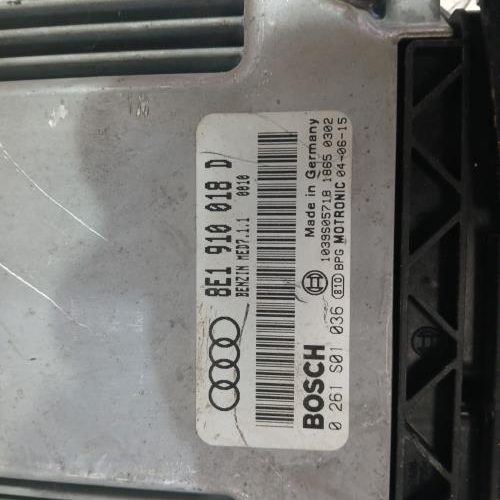 8E1 910 018 D
BENZIN MED7.1.1 0010
Made in Germany
1039S05718 1865 0302
810 BPG MOTRONIC 04-06-15
BOSCH
0 261 S01 036